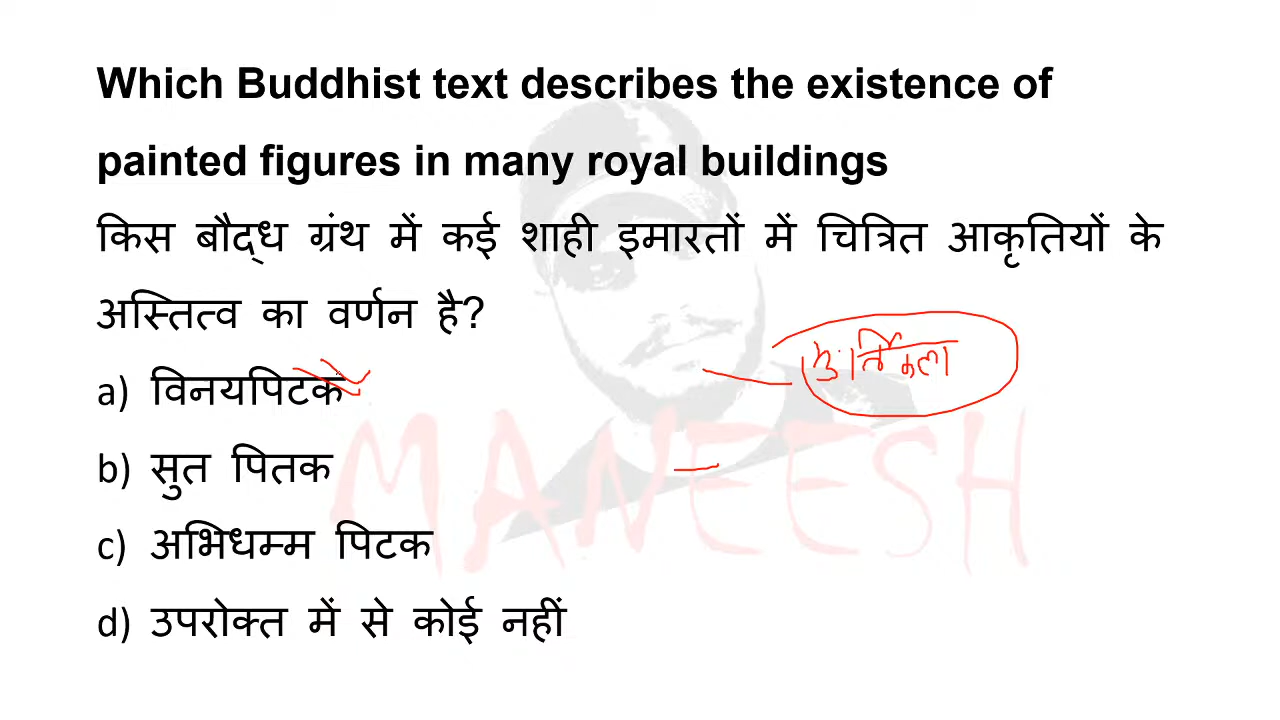 Which Buddhist text describes the existence of
painted figures in many royal buildings
किस बौद्ध ग्रंथ में कई शाही इमारतों में चित्रित आकृतियों के
अस्तित्व का वर्णन है?
a) विनयपिटक
मूर्तिकला
b) सुत पितक
c) अभिधम्म पिटक
d) उपरोक्त में से कोई नहीं
MANEESH